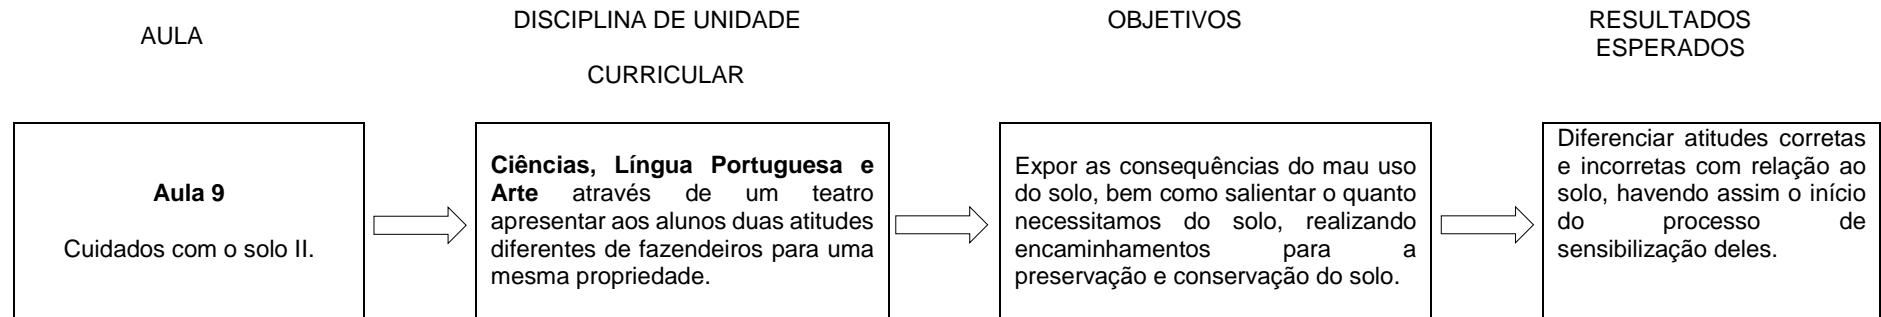 AULA
DISCIPLINA DE UNIDADE
CURRICULAR
OBJETIVOS
RESULTADOS
ESPERADOS
Aula 9
Cuidados com o solo II.
Ciências, Língua Portuguesa e
Arte através de um teatro
apresentar aos alunos duas atitudes
diferentes de fazendeiros para uma
mesma propriedade.
Expor as consequências do mau uso
do solo, bem como salientar o quanto
necessitamos do solo, realizando
encaminhamentos para a
preservação e conservação do solo.
Diferenciar atitudes corretas
e incorretas com relação ao
solo, havendo assim o início
do processo de
sensibilização deles.